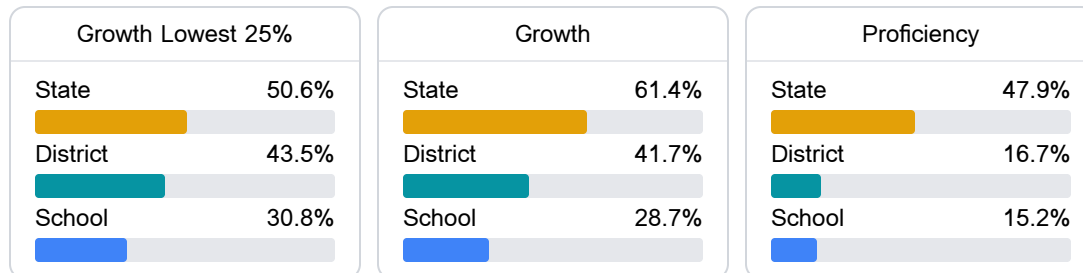 Growth Lowest 25%
State 50.6%
District 43.5%
School 30.8%
Growth
State 61.4%
District 41.7%
School 28.7%
Proficiency
State 47.9%
District 16.7%
School 15.2%